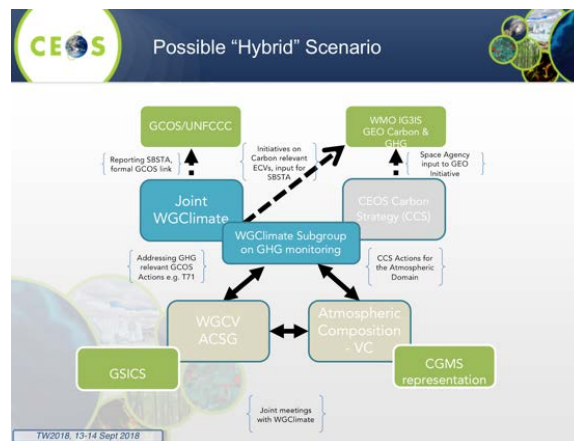 CEOS
Possible “Hybrid” Scenario
GCOS/UNFCCC
WMO IG3IS
GEO Carbon &
GHG
Reporting SBSTA,
formal GCOS link
Initiatives on
Carbon relevant
ECVs, input for
SBSTA
Space Agency
input to GEO
Initiative
Joint
WGClimate
CEOS Carbon
Strategy (CCS)
WGClimate Subgroup
on GHG monitoring
Addressing GHG
relevant GCOS
Actions e.g. T71
CCS Actions for
the Atmospheric
Domain
WGCV
ACSG
Atmospheric
Composition
- VC
GSICS
CGMS
representation
Joint meetings
with WGClimate
TW2018, 13-14 Sept 2018